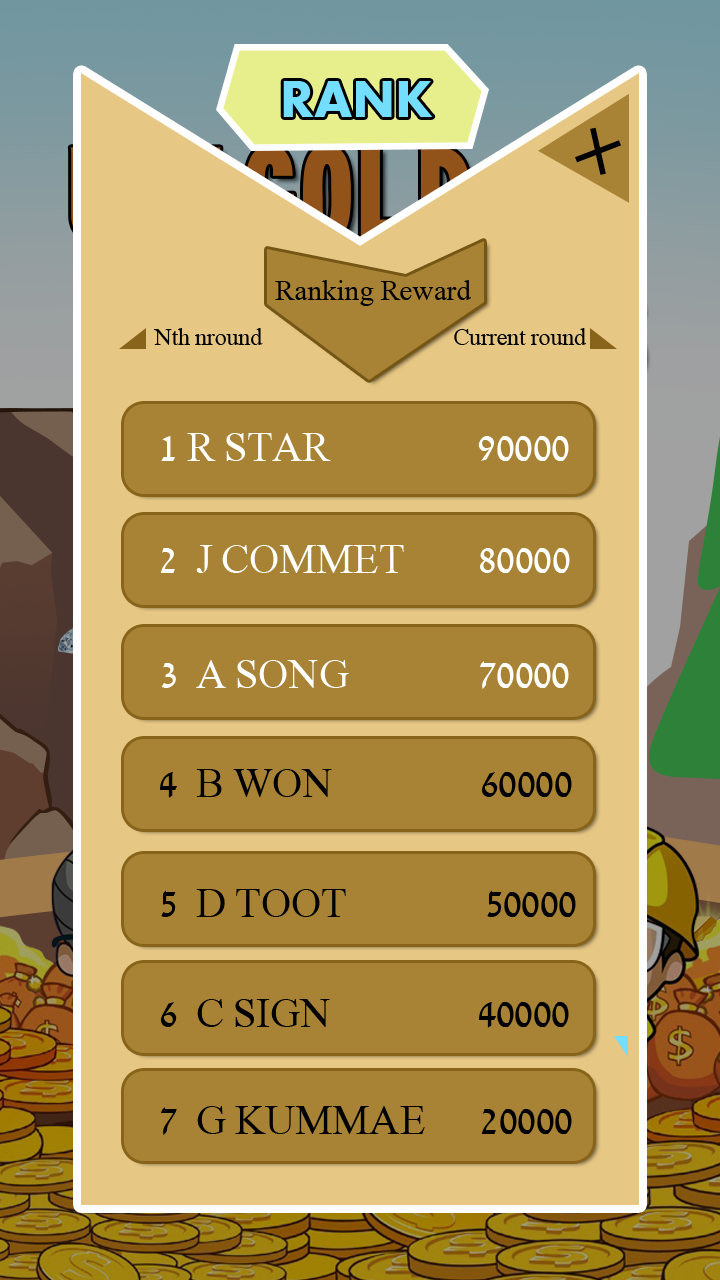 RANK
GOLD
Ranking Reward
Nth nround
Current round
1 R STAR 90000
2 J COMMET 80000
3 A SONG 70000
4 B WON 60000
5 D TOOT 50000
6 C SIGN 40000
7 G KUMMAE 20000